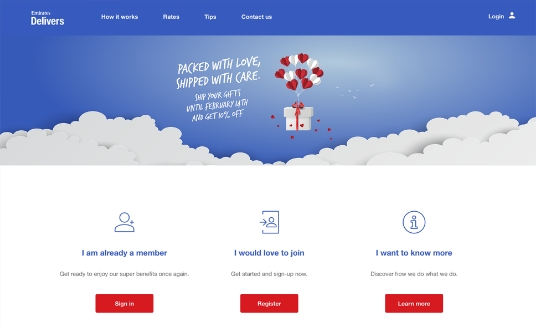 Emirates
Delivers
How it works Rates Tips Contact us Login
PACKED WITH LOVE,
SHIPPED WITH CARE.
SHIP YOUR GIFTS
UNTIL FEBRUARY 14TH
AND GET 10% OFF
I am already a member
Get ready to enjoy our super benefits once again.
Sign in
I would love to join
Get started and sign-up now.
Register
I want to know more
Discover how we do what we do.
Learn more